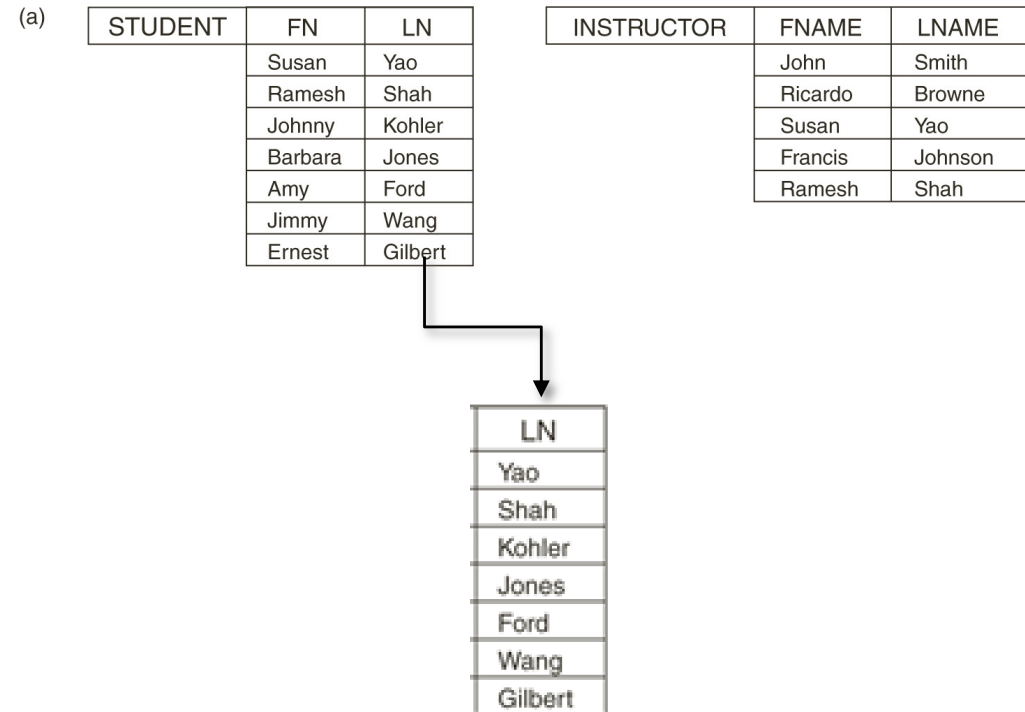 (a)
STUDENT FN LN
Susan Yao
Ramesh Shah
Johnny Kohler
Barbara Jones
Amy Ford
Jimmy Wang
Ernest Gilbert
INSTRUCTOR FNAME LNAME
John Smith
Ricardo Browne
Susan Yao
Francis Johnson
Ramesh Shah
LN
Yao
Shah
Kohler
Jones
Ford
Wang
Gilbert